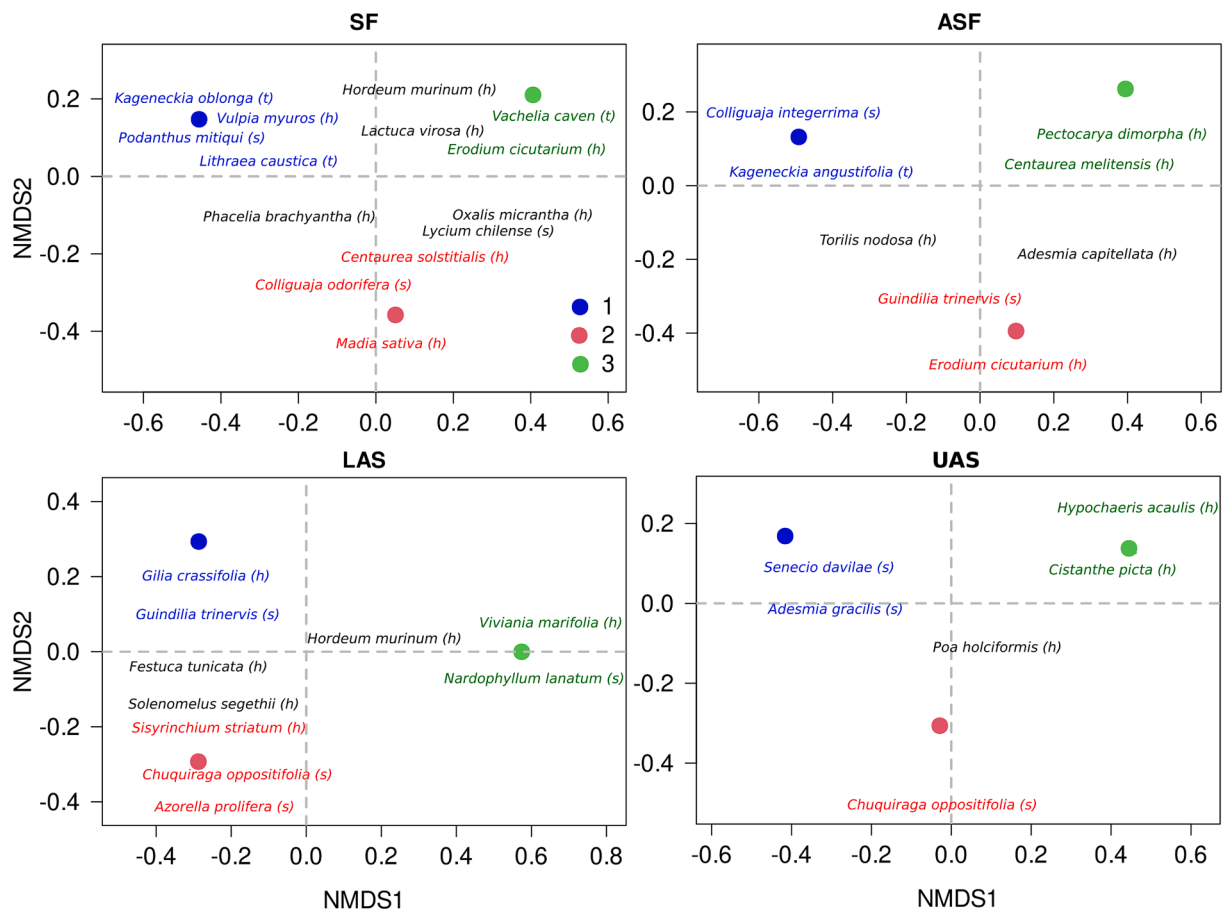 SF
NMDS2
0.2
0.0
-0.2
-0.4
Kageneckia oblonga (t)
Vulpia myuros (h)
Podanthus mitiqui (s)
Lithraea caustica (t)
Hordeum murinum (h)
Vachelia caven (t)
Lactuca virosa (h)
Erodium cicutarium (h)
Phacelia brachyantha (h)
Oxalis micrantha (h)
Lycium chilense (s)
Centaurea solstitialis (h)
Colliguaja odorifera (s)
Madia sativa (h)
1
2
3
-0.6 -0.4 -0.2 0.0 0.2 0.4 0.6
ASF
0.2
0.0
-0.2
-0.4
Colliguaja integerrima (s)
Kageneckia angustifolia (t)
Pectocarya dimorpha (h)
Centaurea melitensis (h)
Torilis nodosa (h)
Adesmia capitellata (h)
Guindilia trinervis (s)
Erodium cicutarium (h)
-0.6 -0.4 -0.2 0.0 0.2 0.4 0.6
LAS
NMDS2
0.4
0.2
0.0
-0.2
-0.4
Gilia crassifolia (h)
Guindilia trinervis (s)
Viviania marifolia (h)
Hordeum murinum (h)
Festuca tunicata (h)
Nardophyllum lanatum (s)
Solenomelus segethii (h)
Sisyrinchium striatum (h)
Chuquiraga oppositifolia (s)
Azorella prolifera (s)
-0.4 -0.2 0.0 0.2 0.4 0.6 0.8
NMDS1
UAS
0.2
0.0
-0.2
-0.4
Hypochaeris acaulis (h)
Senecio davilae (s)
Cistanthe picta (h)
Adesmia gracilis (s)
Poa holciformis (h)
Chuquiraga oppositifolia (s)
-0.6 -0.4 -0.2 0.0 0.2 0.4 0.6
NMDS1